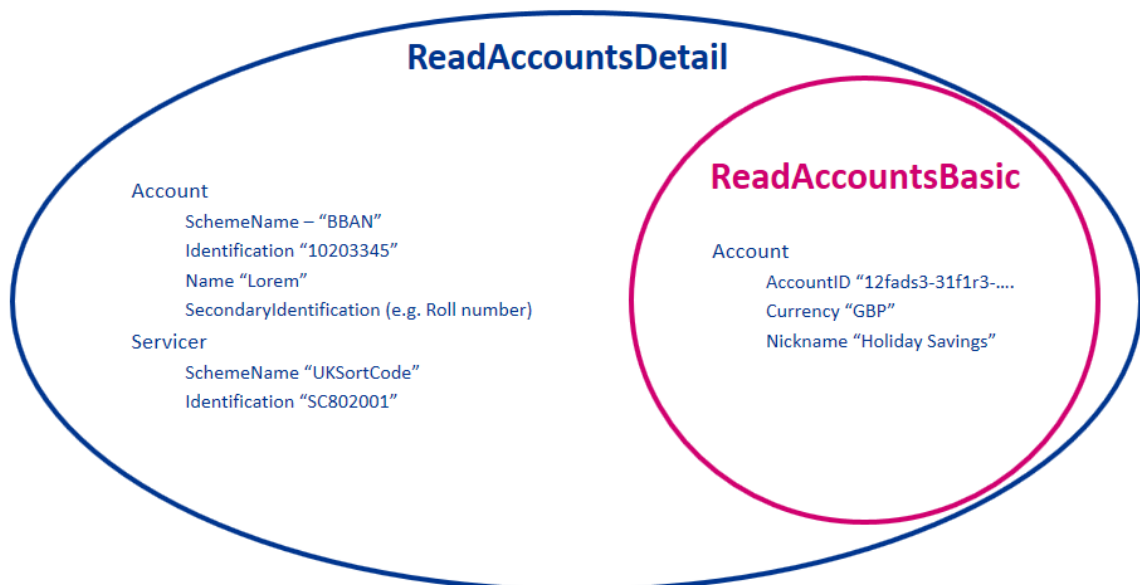 ReadAccountsDetail
Account
SchemeName – “BBAN”
Identification “10203345”
Name “Lorem”
SecondaryIdentification (e.g. Roll number)
Servicer
SchemeName “UKSortCode”
Identification “SC802001”
ReadAccountsBasic
Account
AccountID “12fads3-31f1r3-....
Currency “GBP”
Nickname “Holiday Savings”